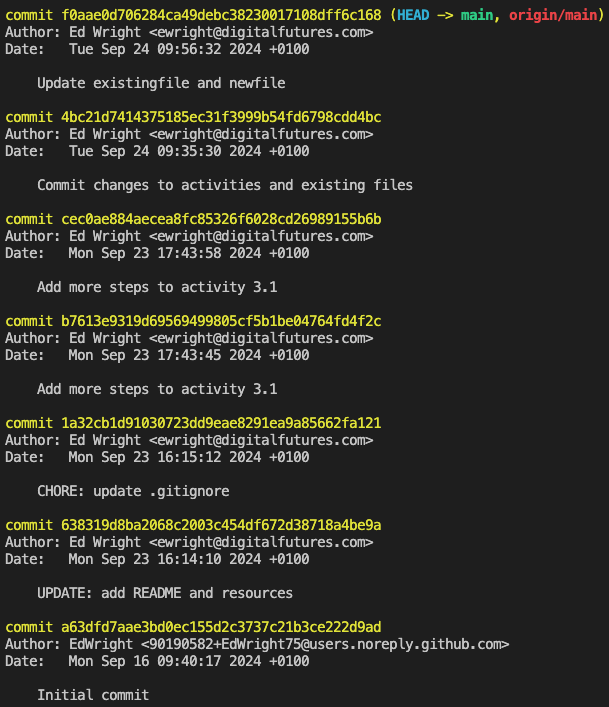 commit f0aae0d706284ca49debc38230017108dff6c168 (HEAD -> main, origin/main)
Author: Ed Wright <ewright@digitalfutures.com>
Date:   Tue Sep 24 09:56:32 2024 +0100
Update existingfile and newfile
commit 4bc21d7414375185ec31f3999b54fd6798cdd4bc
Author: Ed Wright <ewright@digitalfutures.com>
Date:   Tue Sep 24 09:35:30 2024 +0100
Commit changes to activities and existing files
commit cec0ae884aecea8fc85326f6028cd26989155b6b
Author: Ed Wright <ewright@digitalfutures.com>
Date:   Mon Sep 23 17:43:58 2024 +0100
Add more steps to activity 3.1
commit b7613e9319d69569499805cf5b1be04764fd4f2c
Author: Ed Wright <ewright@digitalfutures.com>
Date:   Mon Sep 23 17:43:45 2024 +0100
Add more steps to activity 3.1
commit 1a32cb1d91030723dd9eae8291ea9a85662fa121
Author: Ed Wright <ewright@digitalfutures.com>
Date:   Mon Sep 23 16:15:12 2024 +0100
CHORE: update .gitignore
commit 638319d8ba2068c2003c454df672d38718a4be9a
Author: Ed Wright <ewright@digitalfutures.com>
Date:   Mon Sep 23 16:14:10 2024 +0100
UPDATE: add README and resources
commit a63dfd7aae3bd0ec155d2c3737c21b3ce222d9ad
Author: EdWright <90190582+EdWright75@users.noreply.github.com>
Date:   Mon Sep 16 09:40:17 2024 +0100
Initial commit